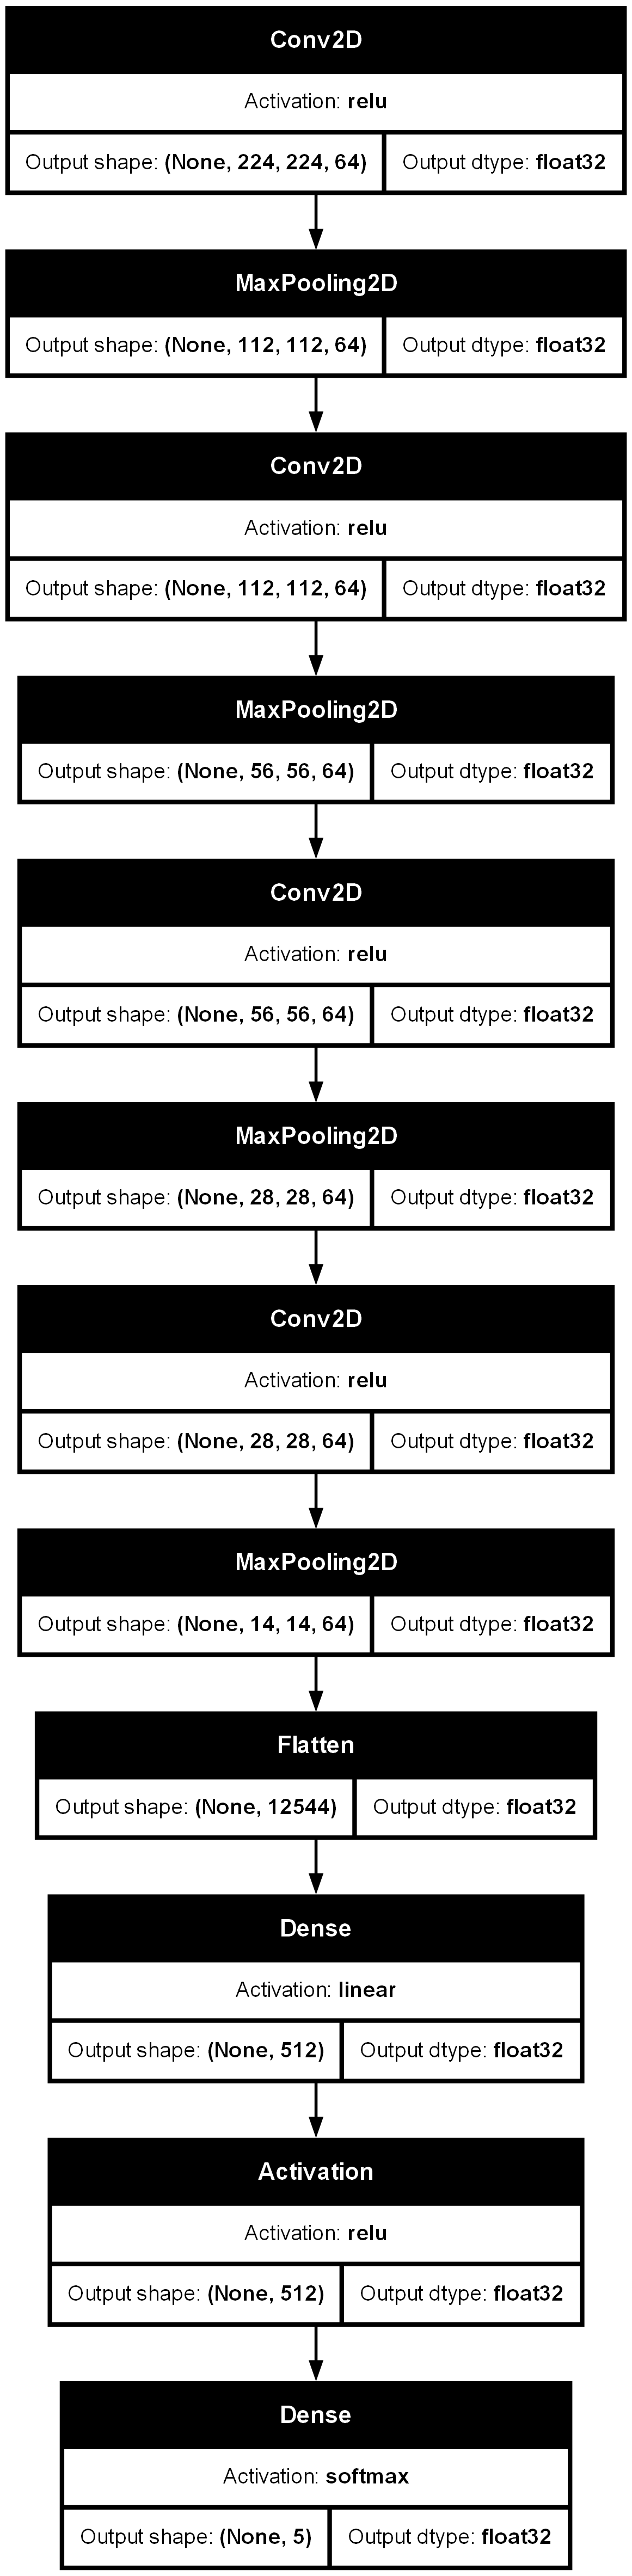 Conv2D
Activation: relu
Output shape: (None, 224, 224, 64) Output dtype: float32
MaxPooling2D
Output shape: (None, 112, 112, 64) Output dtype: float32
Conv2D
Activation: relu
Output shape: (None, 112, 112, 64) Output dtype: float32
MaxPooling2D
Output shape: (None, 56, 56, 64) Output dtype: float32
Conv2D
Activation: relu
Output shape: (None, 56, 56, 64) Output dtype: float32
MaxPooling2D
Output shape: (None, 28, 28, 64) Output dtype: float32
Conv2D
Activation: relu
Output shape: (None, 28, 28, 64) Output dtype: float32
MaxPooling2D
Output shape: (None, 14, 14, 64) Output dtype: float32
Flatten
Output shape: (None, 12544) Output dtype: float32
Dense
Activation: linear
Output shape: (None, 512) Output dtype: float32
Activation
Activation: relu
Output shape: (None, 512) Output dtype: float32
Dense
Activation: softmax
Output shape: (None, 5) Output dtype: float32